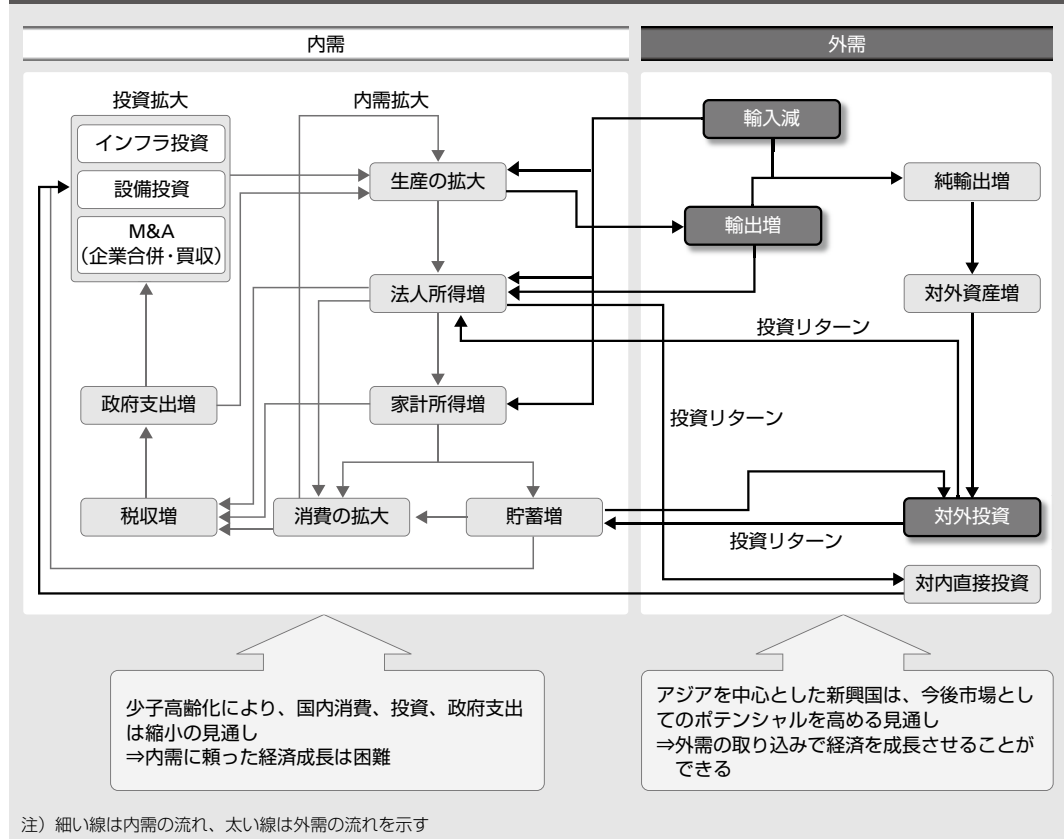 内需
外需
投資拡大
内需拡大
インフラ投資
設備投資
M&A
（企業合併・買収）
生産の拡大
輸入減
純輸出増
輸出増
法人所得増
対外資産増
投資リターン
政府支出増
家計所得増
投資リターン
税収増
消費の拡大
貯蓄増
対外投資
投資リターン
対内直接投資
少子高齢化により、国内消費、投資、政府支出
は縮小の見通し
⇒内需に頼った経済成長は困難
アジアを中心とした新興国は、今後市場とし
てのポテンシャルを高める見通し
⇒外需の取り込みで経済を成長させることが
できる
注）細い線は内需の流れ、太い線は外需の流れを示す